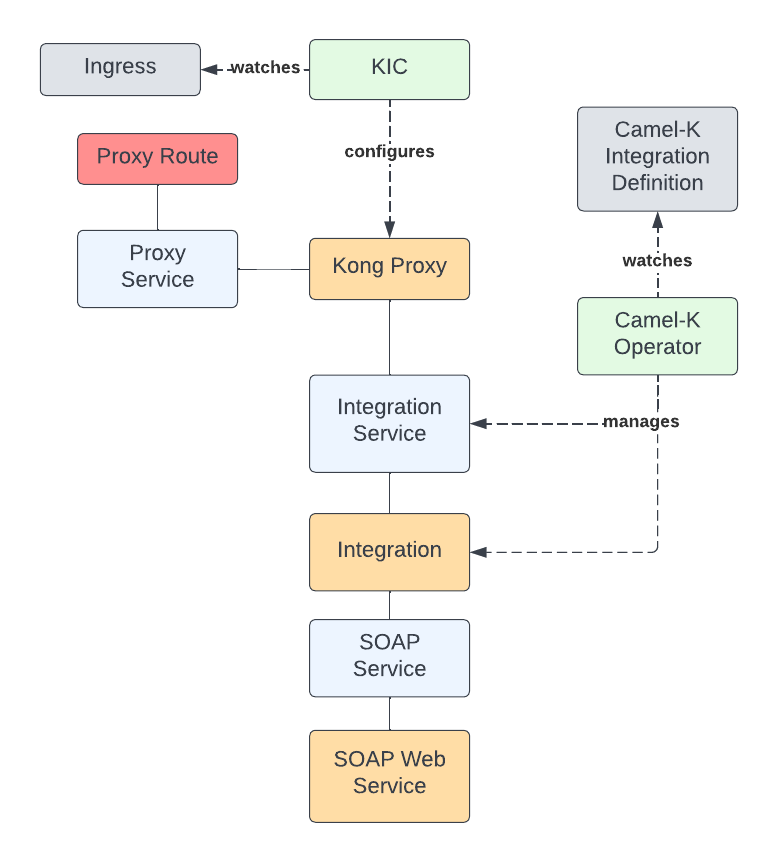 Ingress
watches
KIC
configures
Proxy Route
Camel-K
Integration
Definition
Proxy
Service
Kong Proxy
watches
Camel-K
Operator
Integration
Service
manages
Integration
SOAP
Service
SOAP Web
Service